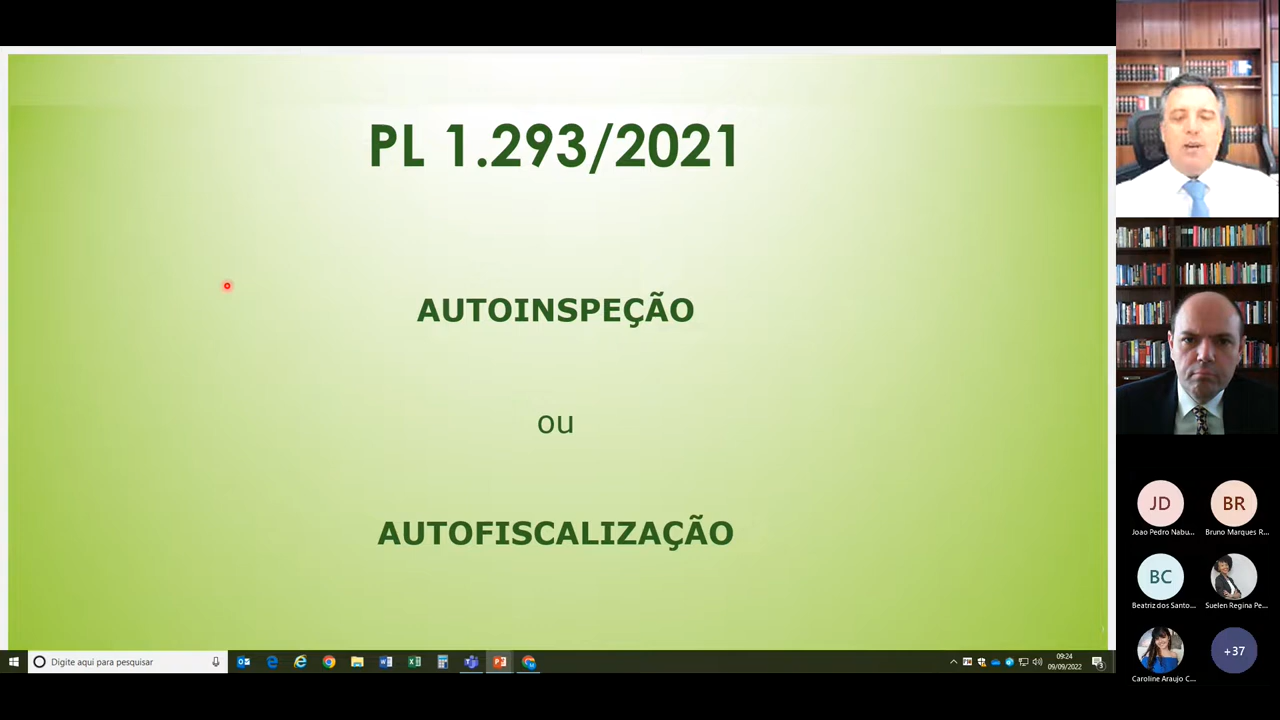 PL 1.293/2021
AUTOINSPEÇÃO
ou
AUTOFISCALIZAÇÃO
JD
BR
Joao Pedro Nabu...
Bruno Marques R...
BC
Beatriz dos Santo...
Suelen Regina Pe...
+37
Caroline Araujo C...
Digite aqui para pesquisar
09:24
09/09/2022